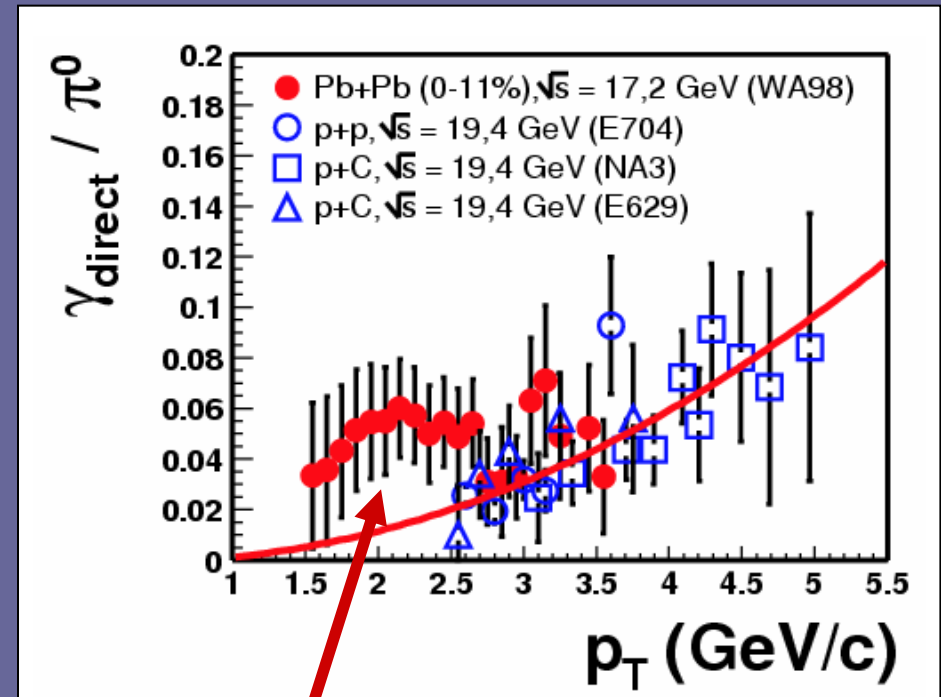 γdirect / π0
0.2
0.18
0.16
0.14
0.12
0.1
0.08
0.06
0.04
0.02
0
Pb+Pb (0-11%),√s = 17,2 GeV (WA98)
p+p, √s = 19,4 GeV (E704)
p+C, √s = 19,4 GeV (NA3)
p+C, √s = 19,4 GeV (E629)
1 1.5 2 2.5 3 3.5 4 4.5 5 5.5
pT (GeV/c)